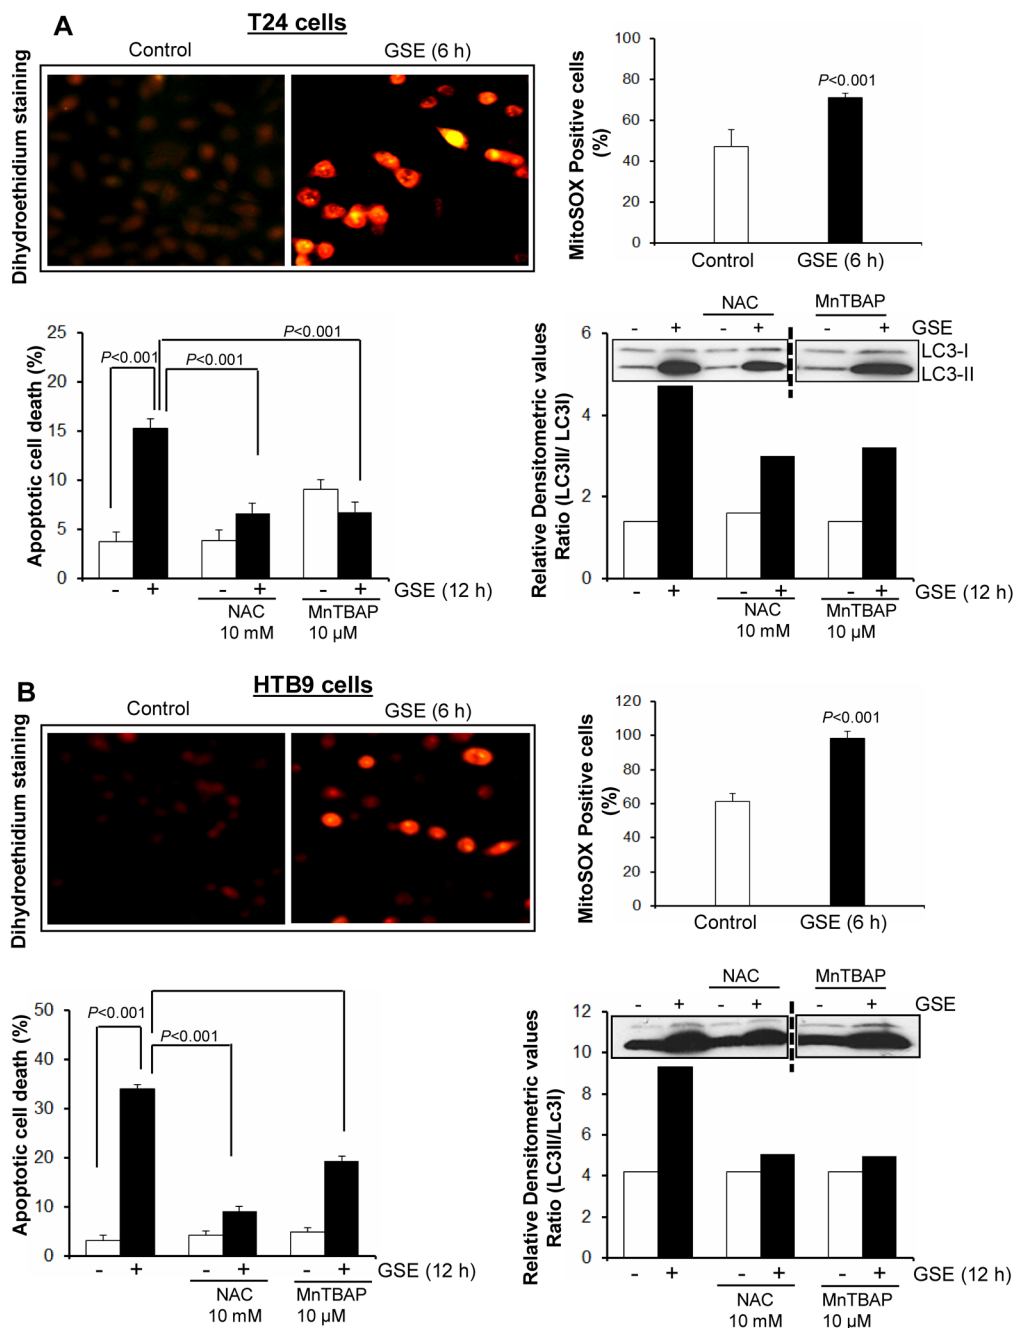 A
T24 cells
Control
GSE (6 h)
Dihydroethidium staining
MitoSOX Positive cells
(%)
100
80
60
40
20
0
P<0.001
Control
GSE (6 h)
Apoptotic cell death (%)
25
20
15
10
5
0
P<0.001
P<0.001
P<0.001
- + - + - + GSE (12 h)
NAC
10 mM
MnTBAP
10 µM
Relative Densitometric values
Ratio (LC3II/ LC3I)
NAC
MnTBAP
- + - + - + GSE
LC3-I
LC3-II
6
4
2
0
- + - + - + GSE (12 h)
NAC
10 mM
MnTBAP
10 µM
B
HTB9 cells
Control
GSE (6 h)
Dihydroethidium staining
MitoSOX Positive cells
(%)
120
100
80
60
40
20
0
P<0.001
Control
GSE (6 h)
Apoptotic cell death (%)
50
40
30
20
10
0
P<0.001
P<0.001
- + - + - + GSE (12 h)
NAC
10 mM
MnTBAP
10 µM
Relative Densitometric values
Ratio (LC3II/Lc3I)
NAC
MnTBAP
- + - + - + GSE
12
10
8
6
4
2
0
- + - + - + GSE (12 h)
NAC
10 mM
MnTBAP
10 µM